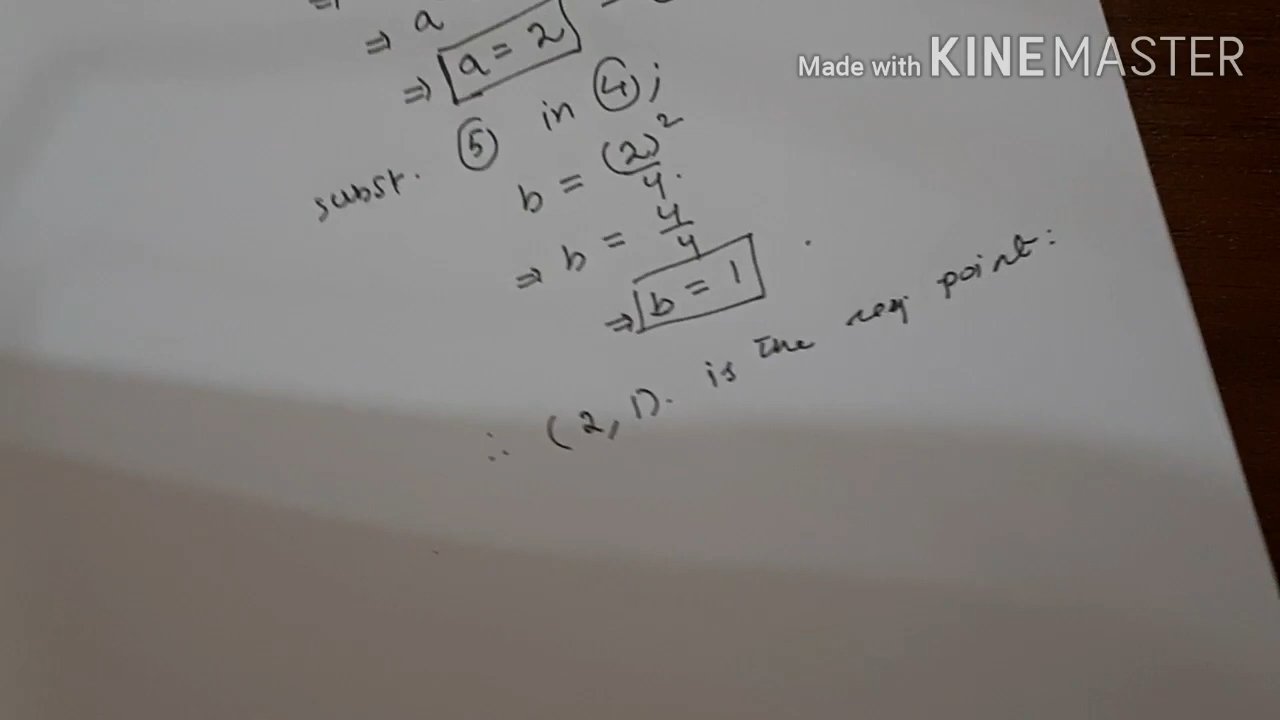 ⇒ a
⇒ a = 2
Made with KINEMASTER
subst. ⑤ in ④;
b = (2)²/4.
⇒ b = 4/4
⇒ b = 1
∴ (2, 1). is the req point: